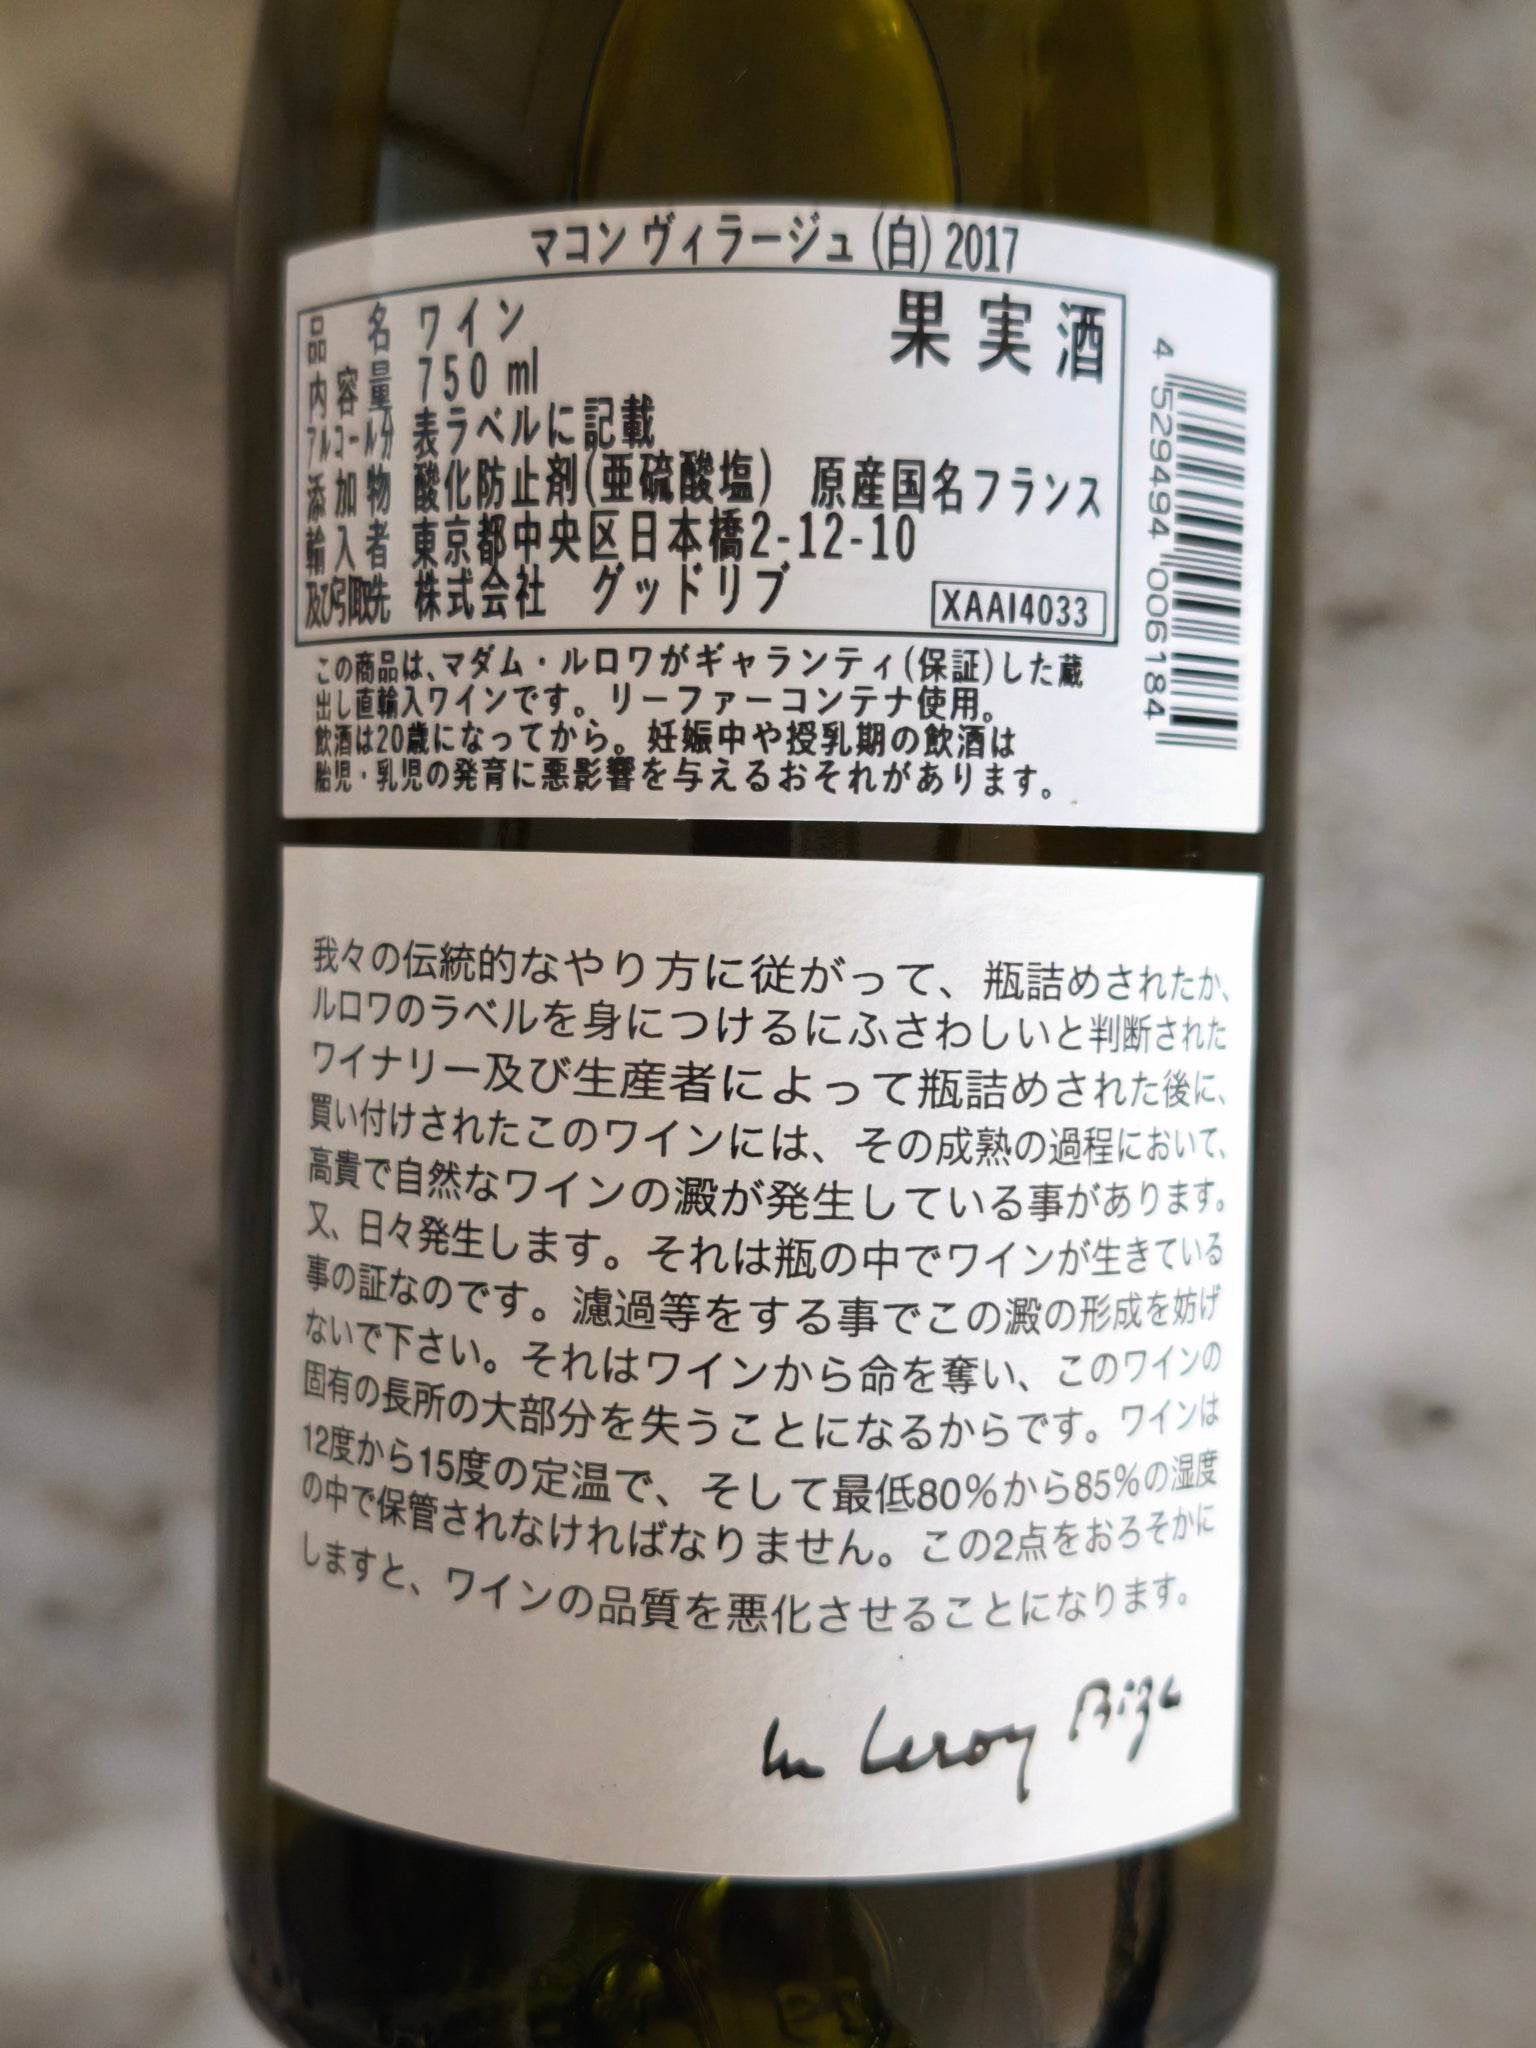 マコン ヴィラージュ (白) 2017
品名 ワイン 果実酒
内容量 750 ml
アルコール分 表ラベルに記載
添加物 酸化防止剤(亜硫酸塩) 原産国名フランス
輸入者 東京都中央区日本橋2-12-10
及び引取先 株式会社 グッドリブ XAAI4033
この商品は、マダム・ルロワがギャランティ(保証)した蔵
出し直輸入ワインです。リーファーコンテナ使用。
飲酒は20歳になってから。妊娠中や授乳期の飲酒は
胎児・乳児の発育に悪影響を与えるおそれがあります。
4 529494 006184
我々の伝統的なやり方に従がって、瓶詰めされたか、
ルロワのラベルを身につけるにふさわしいと判断された
ワイナリー及び生産者によって瓶詰めされた後に、
買い付けされたこのワインには、その成熟の過程において、
高貴で自然なワインの澱が発生している事があります。
又、日々発生します。それは瓶の中でワインが生きている
事の証なのです。濾過等をする事でこの澱の形成を妨げ
ないで下さい。それはワインから命を奪い、このワインの
固有の長所の大部分を失うことになるからです。ワインは
12度から15度の定温で、そして最低80%から85%の湿度
の中で保管されなければなりません。この2点をおろそかに
しますと、ワインの品質を悪化させることになります。
Leroy Bize